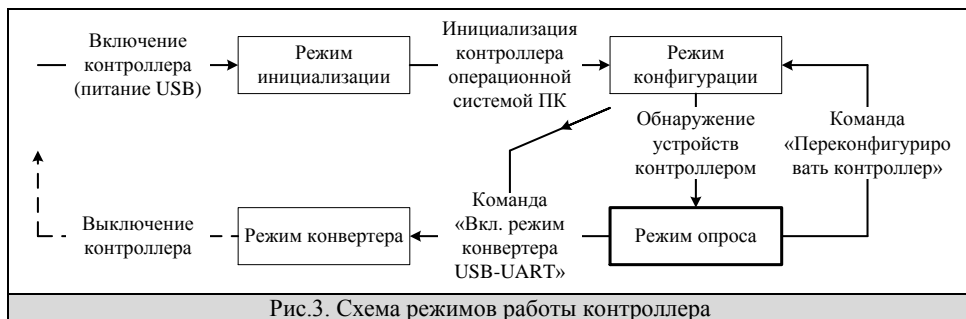 Включение
контроллера
(питание USB)
Режим
инициализации
Инициализация
контроллера
операционной
системой ПК
Режим
конфигурации
Обнаружение
устройств
контроллером
Команда
«Переконфигуриро
вать контроллер»
Выключение
контроллера
Режим конвертера
Команда
«Вкл. режим
конвертера
USB-UART»
Режим опроса
Рис.3. Схема режимов работы контроллера